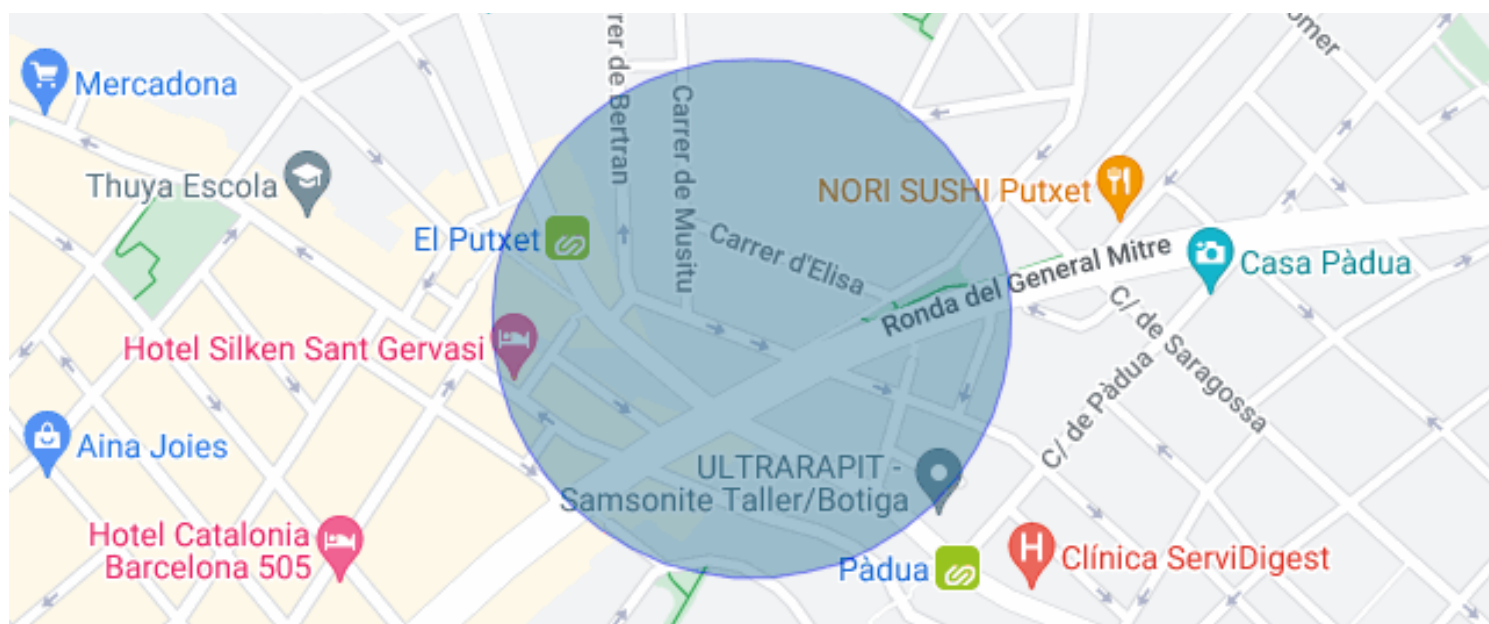 rer de Bertran
Carrer de Musitu
omer
Mercadona
Thuya Escola
NORI SUSHI Putxet
El Putxet
Carrer d'Elisa
Ronda del General Mitre
Casa Pàdua
Hotel Silken Sant Gervasi
C/ de Saragossa
C/ de Pàdua
Aina Joies
ULTRARAPIT -
Samsonite Taller/Botiga
Hotel Catalonia
Barcelona 505
Pàdua
Clínica ServiDigest